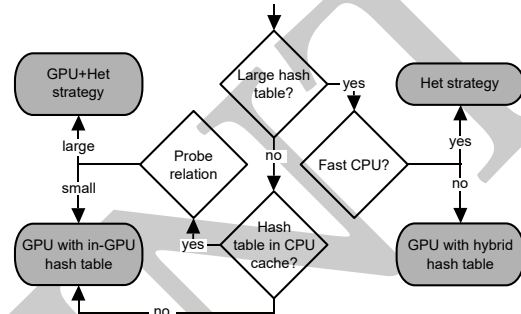 GPU+Het
strategy
Large hash
table?
yes
Het strategy
large
Probe
relation
no
Fast CPU?
yes
small
no
GPU with in-GPU
hash table
yes
Hash
table in CPU
cache?
GPU with hybrid
hash table
no